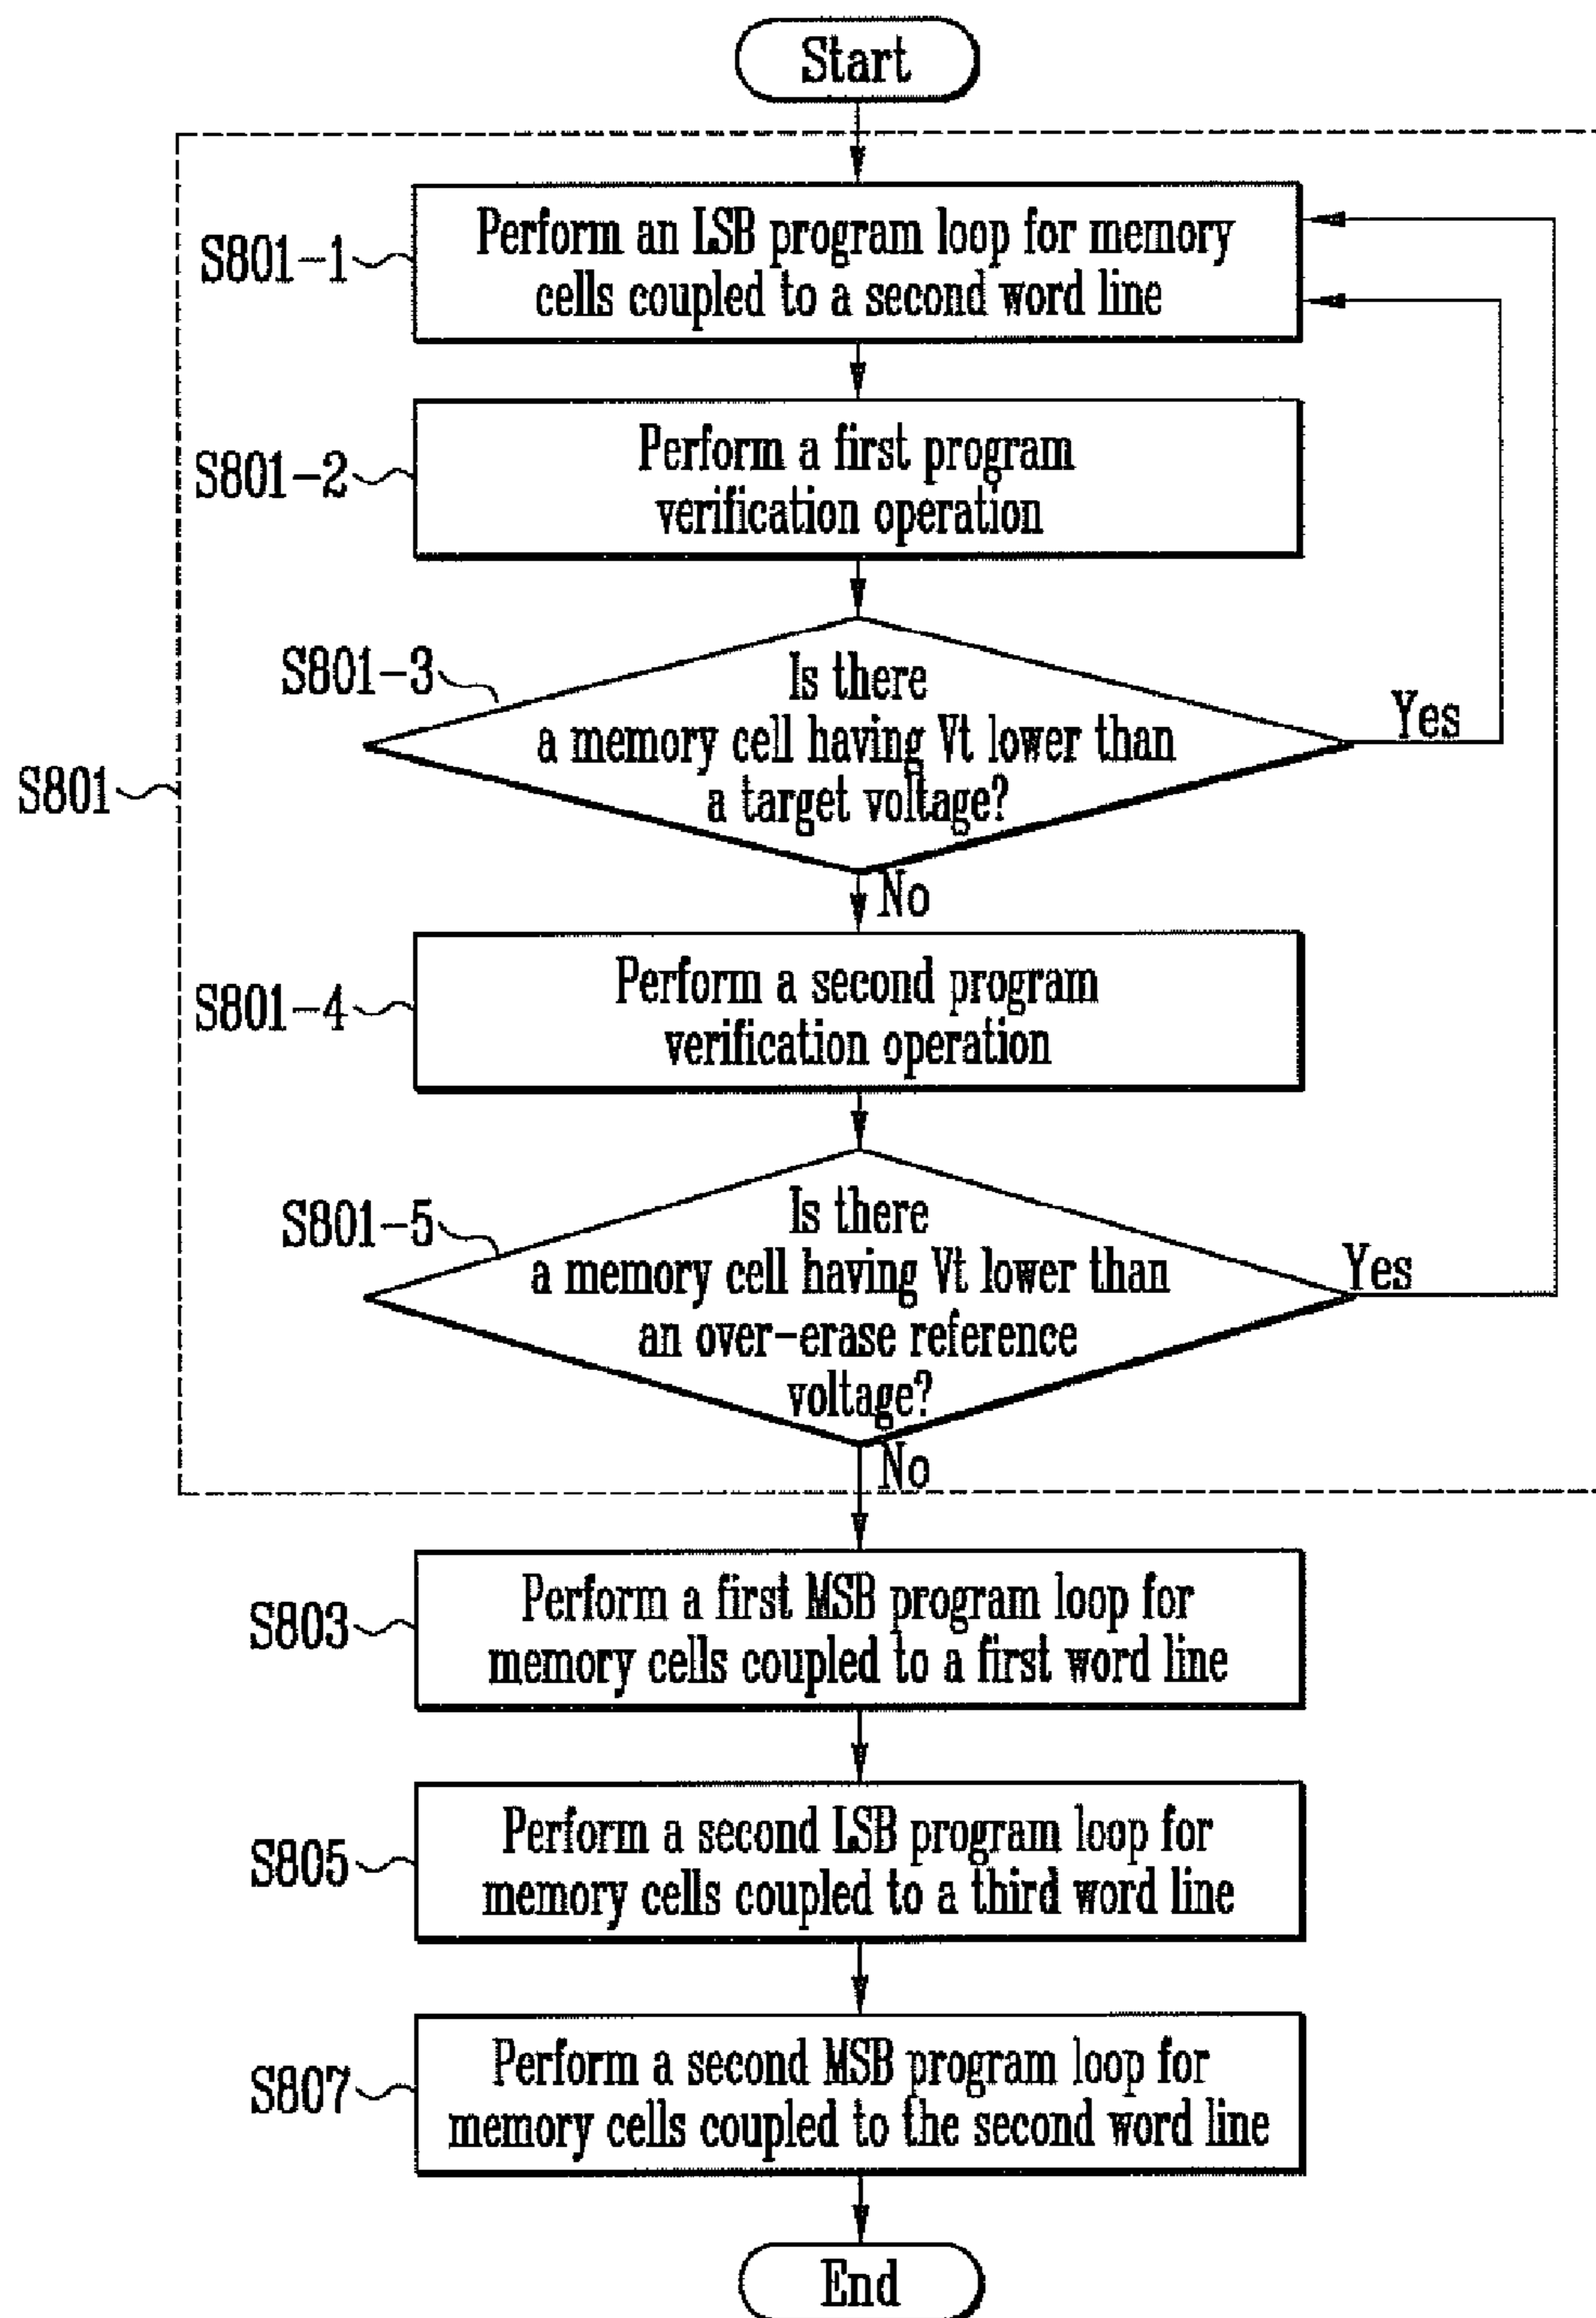 Start
S801-1
Perform an LSB program loop for memory
cells coupled to a second word line
S801-2
Perform a first program
verification operation
S801-3
Is there
a memory cell having Vt lower than
a target voltage?
Yes
S801
No
S801-4
Perform a second program
verification operation
S801-5
Is there
a memory cell having Vt lower than
an over-erase reference
voltage?
Yes
No
S803
Perform a first MSB program loop for
memory cells coupled to a first word line
S805
Perform a second LSB program loop for
memory cells coupled to a third word line
S807
Perform a second MSB program loop for
memory cells coupled to the second word line
End